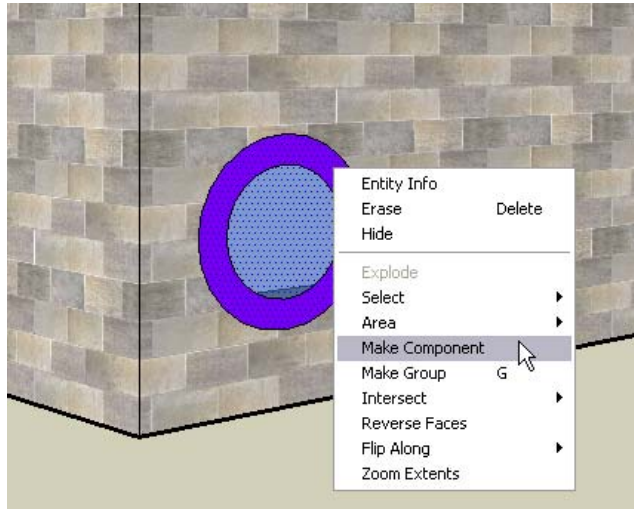 Entity Info
Erase Delete
Hide
Explode
Select
Area
Make Component
Make Group G
Intersect
Reverse Faces
Flip Along
Zoom Extents